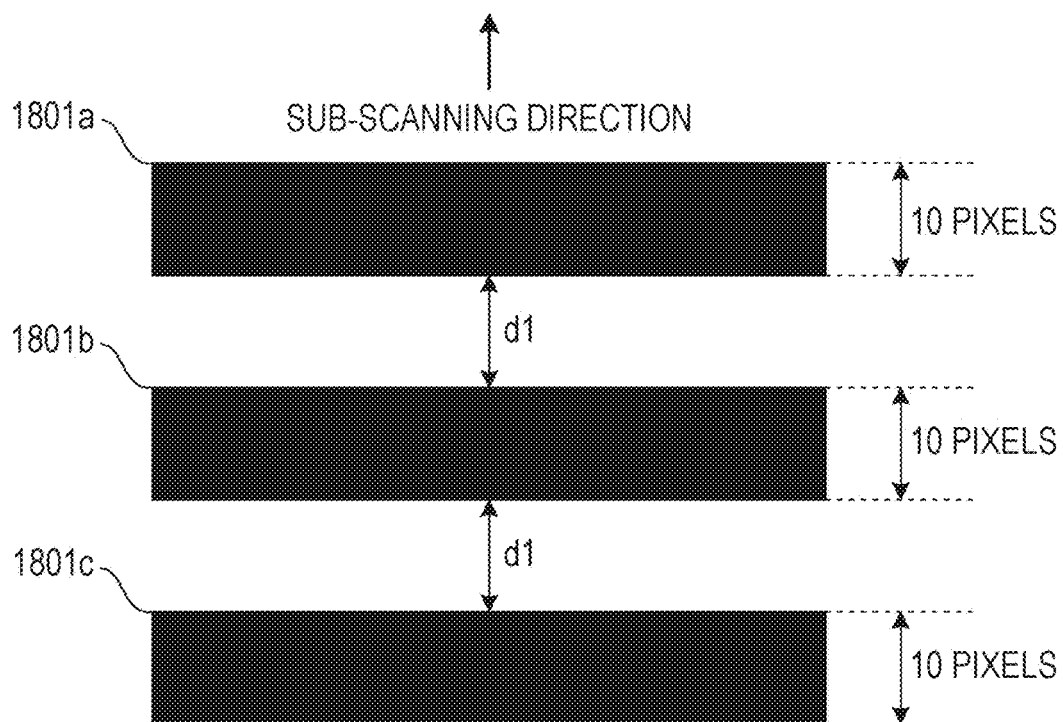 SUB-SCANNING DIRECTION
1801a
10 PIXELS
d1
1801b
10 PIXELS
d1
1801c
10 PIXELS